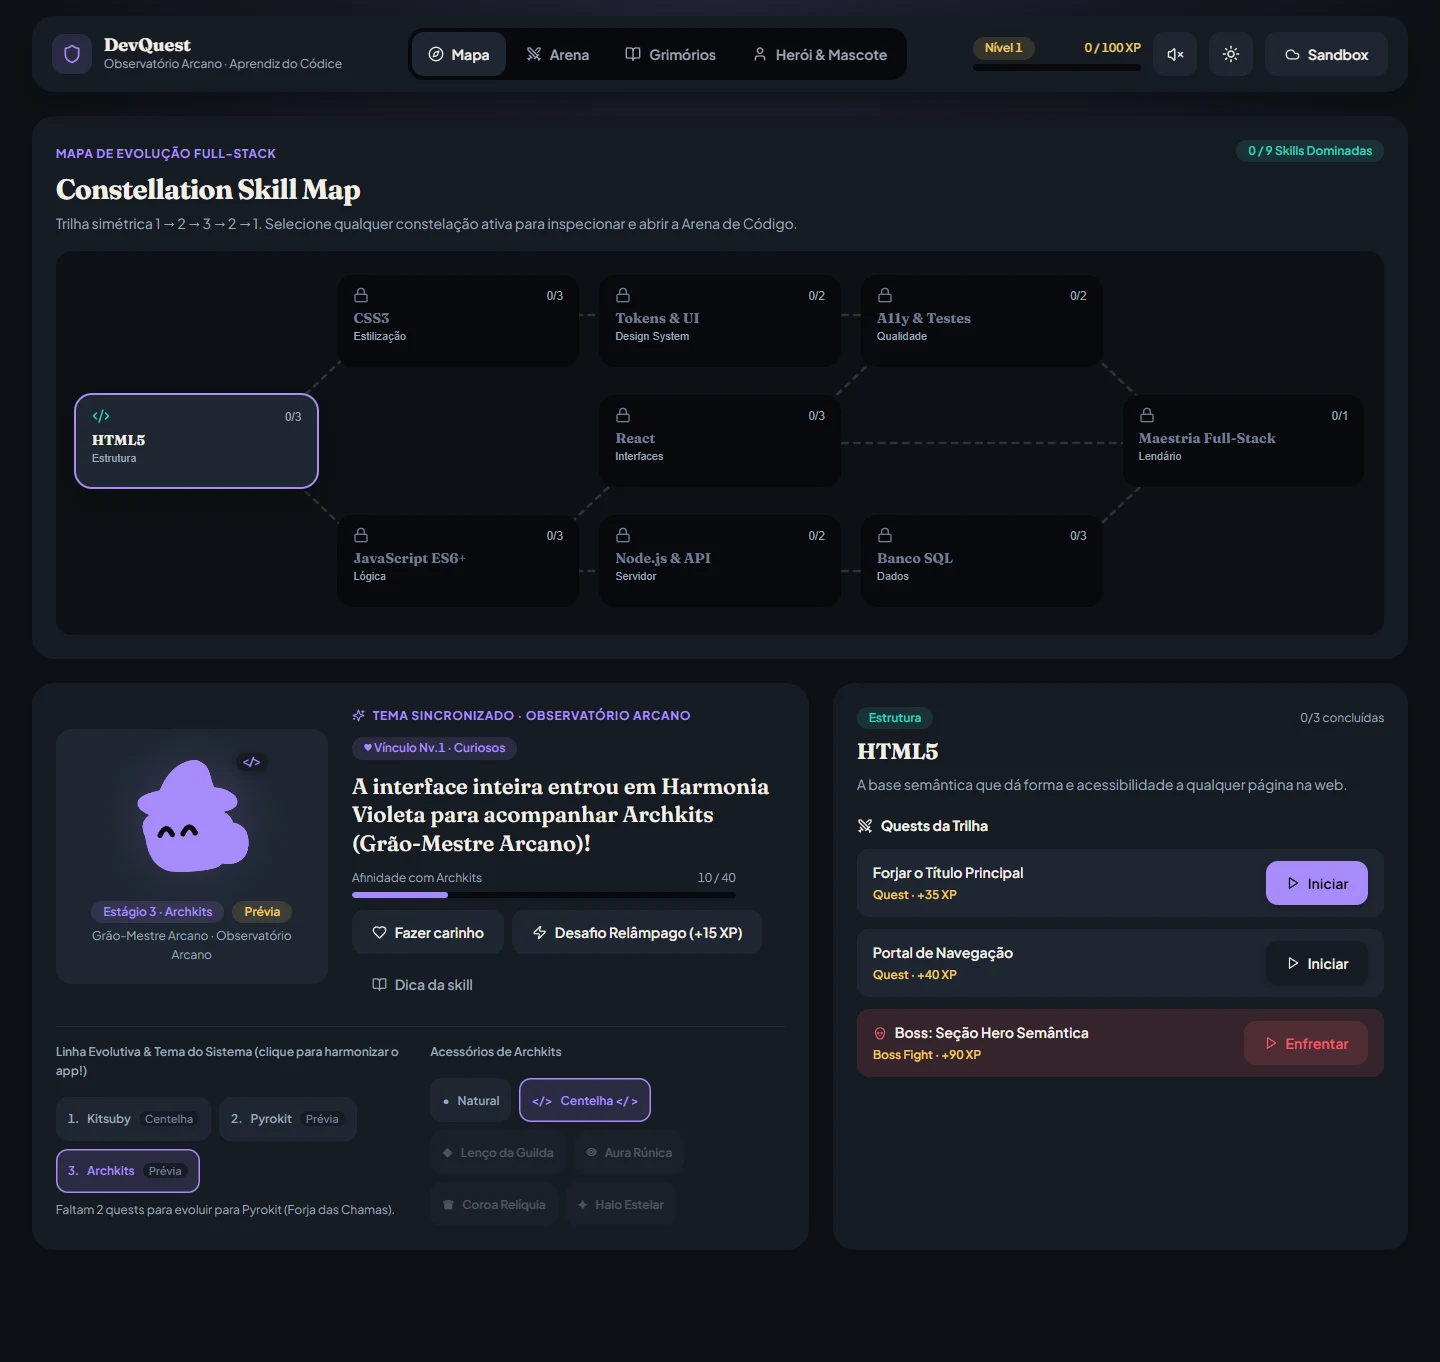 DevQuest
Observatório Arcano · Aprendiz do Códice
Mapa
Arena
Grimórios
Herói & Mascote
Nível 1
0 / 100 XP
Sandbox
MAPA DE EVOLUÇÃO FULL-STACK
0 / 9 Skills Dominadas
Constellation Skill Map
Trilha simétrica 1 → 2 → 3 → 2 → 1. Selecione qualquer constelação ativa para inspecionar e abrir a Arena de Código.
0/3
CSS3
Estilização
0/2
Tokens & UI
Design System
0/2
A11y & Testes
Qualidade
</> 0/3
HTML5
Estrutura
0/3
React
Interfaces
0/1
Maestria Full-Stack
Lendário
0/3
JavaScript ES6+
Lógica
0/2
Node.js & API
Servidor
0/3
Banco SQL
Dados
</>
Estágio 3 · Archkits
Prévia
Grão-Mestre Arcano · Observatório
Arcano
TEMA SINCRONIZADO · OBSERVATÓRIO ARCANO
♥ Vínculo Nv.1 · Curiosos
A interface inteira entrou em Harmonia
Violeta para acompanhar Archkits
(Grão-Mestre Arcano)!
Afinidade com Archkits
10 / 40
Fazer carinho
Desafio Relâmpago (+15 XP)
Dica da skill
Linha Evolutiva & Tema do Sistema (clique para harmonizar o
app!)
1. Kitsuby Centelha
2. Pyrokit Prévia
3. Archkits Prévia
Faltam 2 quests para evoluir para Pyrokit (Forja das Chamas).
Acessórios de Archkits
● Natural
</> Centelha </>
◆ Lenço da Guilda
Aura Rúnica
Coroa Relíquia
✦ Halo Estelar
Estrutura
0/3 concluídas
HTML5
A base semântica que dá forma e acessibilidade a qualquer página na web.
Quests da Trilha
Forjar o Título Principal
Quest · +35 XP
Iniciar
Portal de Navegação
Quest · +40 XP
Iniciar
Boss: Seção Hero Semântica
Boss Fight · +90 XP
Enfrentar